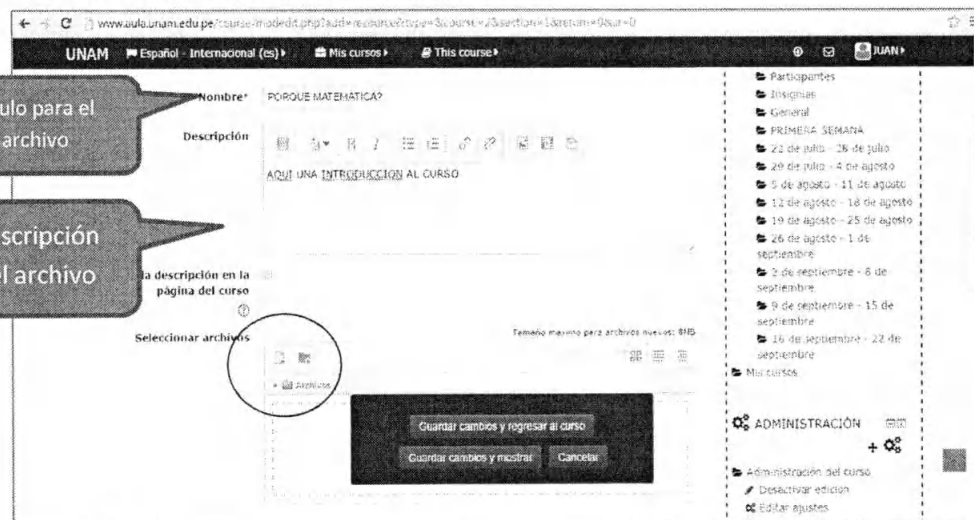 www.aula.unam.edu.pe/course/modedit.php?add=resource&type=&course=2&section=1&return=0&sr=0
UNAM Español - Internacional (es) Mis cursos This course JUAN
ulo para el
archivo
Nombre* PORQUE MATEMATICA?
Descripción
B I
AQUI UNA INTRODUCCION AL CURSO
scripción
l archivo
la descripción en la
página del curso
Seleccionar archivos
Tamaño máximo para archivos nuevos: 8MB
Archivos
Guardar cambios y regresar al curso
Guardar cambios y mostrar Cancelar
Participantes
Insignias
General
PRIMERA SEMANA
22 de julio - 28 de julio
29 de julio - 4 de agosto
5 de agosto - 11 de agosto
12 de agosto - 18 de agosto
19 de agosto - 25 de agosto
26 de agosto - 1 de
septiembre
2 de septiembre - 8 de
septiembre
9 de septiembre - 15 de
septiembre
16 de septiembre - 22 de
septiembre
Mis cursos
ADMINISTRACIÓN
Administración del curso
Desactivar edición
Editar ajustes